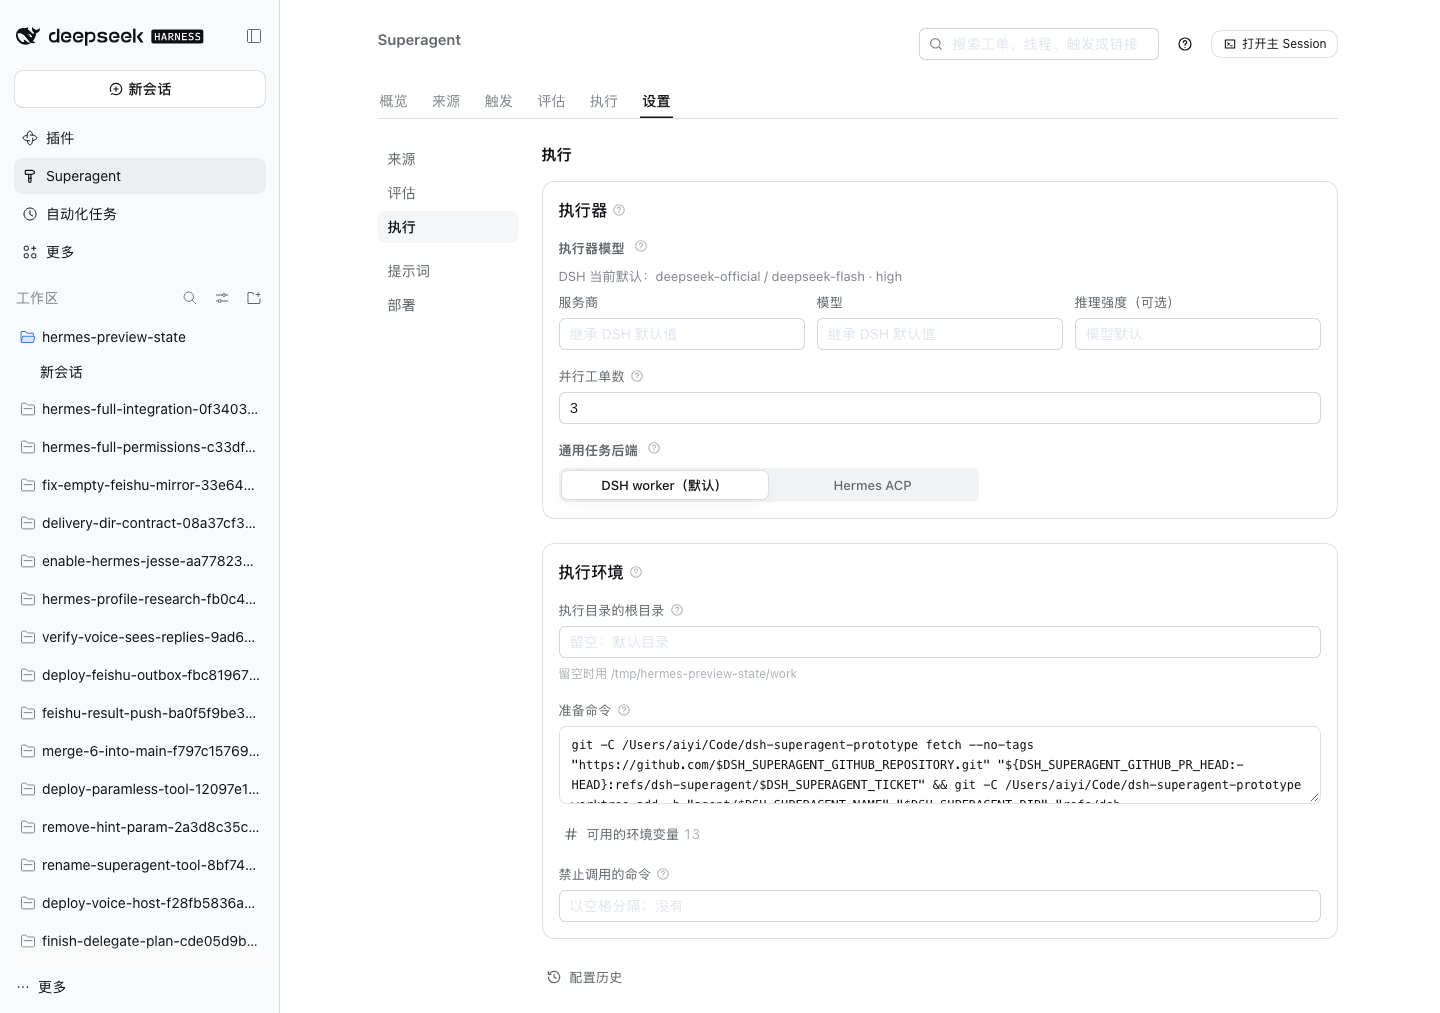 deepseek HARNESS
新会话
插件
Superagent
自动化任务
更多
工作区
hermes-preview-state
新会话
hermes-full-integration-0f3403...
hermes-full-permissions-c33df...
fix-empty-feishu-mirror-33e64...
delivery-dir-contract-08a37cf3...
enable-hermes-jesse-aa77823...
hermes-profile-research-fb0c4...
verify-voice-sees-replies-9ad6...
deploy-feishu-outbox-fbc81967...
feishu-result-push-ba0f5f9be3...
merge-6-into-main-f797c15769...
deploy-paramless-tool-12097e1...
remove-hint-param-2a3d8c35c...
rename-superagent-tool-8bf74...
deploy-voice-host-f28fb5836a...
finish-delegate-plan-cde05d9b...
更多
Superagent
搜索工单、线程、触发或链接
打开主 Session
概览 来源 触发 评估 执行 设置
来源
评估
执行
提示词
部署
执行
执行器
执行器模型
DSH 当前默认：deepseek-official / deepseek-flash · high
服务商 模型 推理强度（可选）
继承 DSH 默认值 继承 DSH 默认值 模型默认
并行工单数
3
通用任务后端
DSH worker（默认） Hermes ACP
执行环境
执行目录的根目录
留空：默认目录
留空时用 /tmp/hermes-preview-state/work
准备命令
git -C /Users/aiyi/Code/dsh-superagent-prototype fetch --no-tags
"https://github.com/$DSH_SUPERAGENT_GITHUB_REPOSITORY.git" "${DSH_SUPERAGENT_GITHUB_PR_HEAD:-
HEAD}:refs/dsh-superagent/$DSH_SUPERAGENT_TICKET" && git -C /Users/aiyi/Code/dsh-superagent-prototype
worktree add -b "agent/$DSH_SUPERAGENT_NAME" "$DSH_SUPERAGENT_DIR" "refs/dsh-
可用的环境变量 13
禁止调用的命令
以空格分隔；没有
配置历史